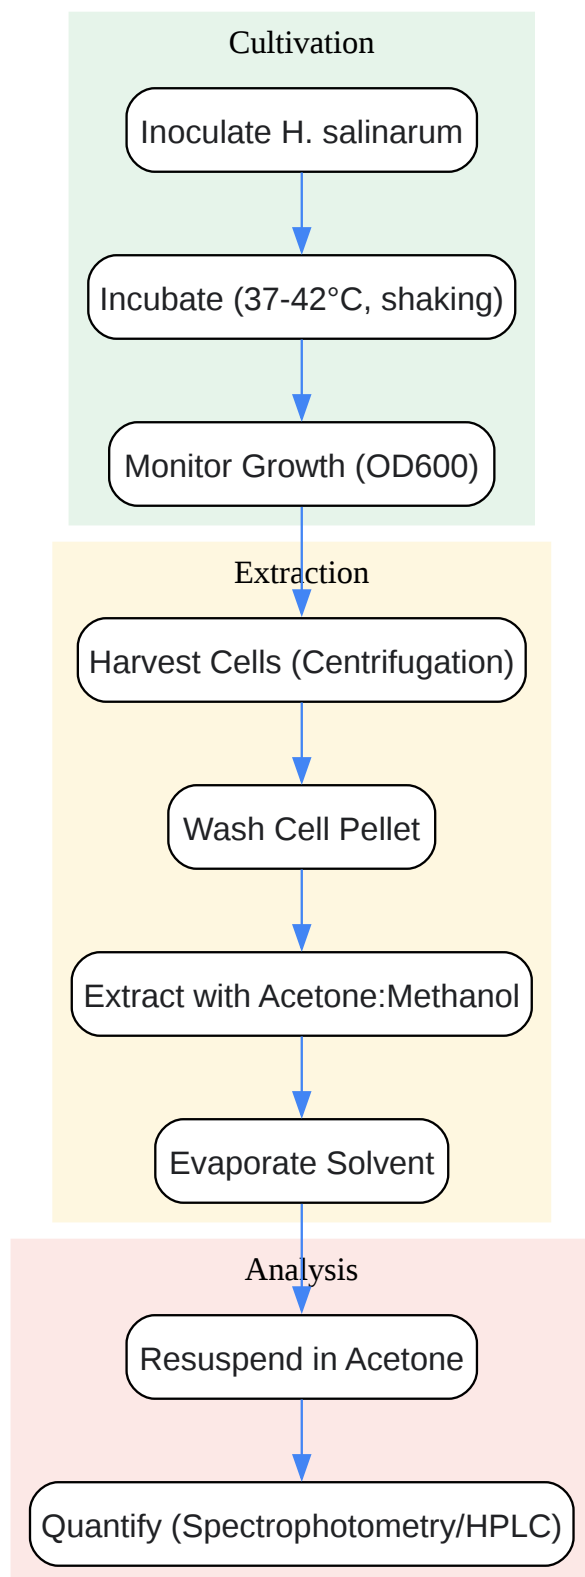 Cultivation
Inoculate H. salinarum
Incubate (37-42°C, shaking)
Monitor Growth (OD600)
Extraction
Harvest Cells (Centrifugation)
Wash Cell Pellet
Extract with Acetone:Methanol
Evaporate Solvent
Analysis
Resuspend in Acetone
Quantify (Spectrophotometry/HPLC)